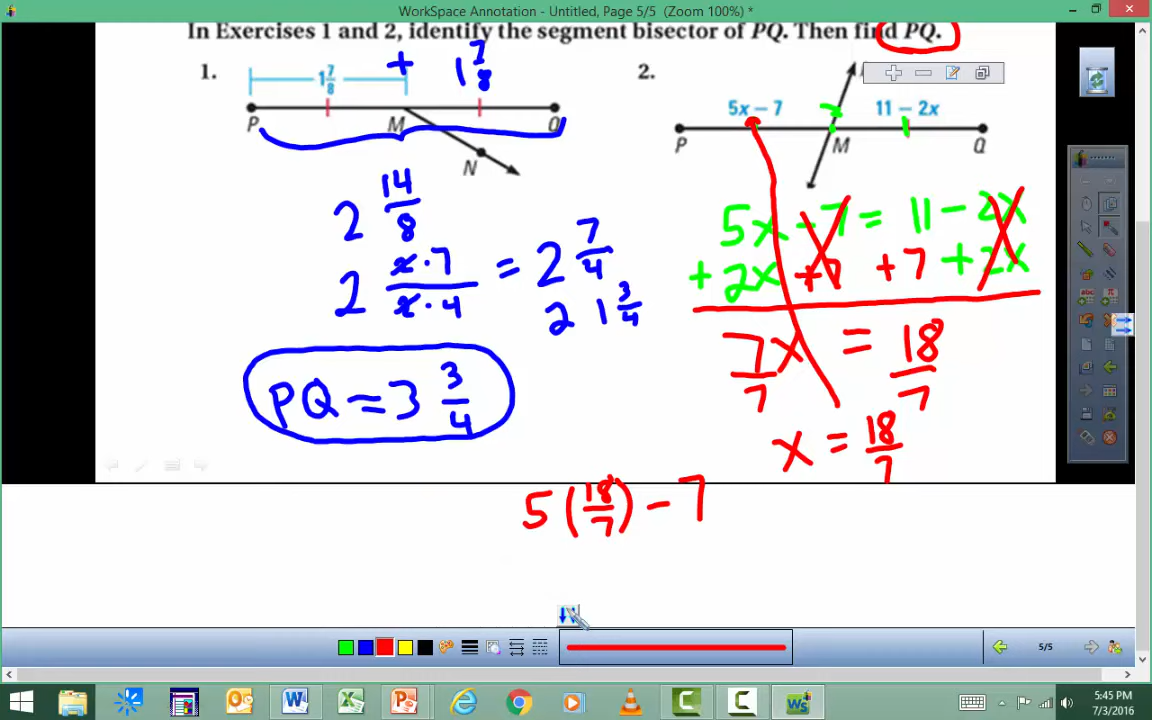 WorkSpace Annotation - Untitled, Page 5/5 (Zoom 100%) *
In Exercises 1 and 2, identify the segment bisector of PQ. Then find PQ.
1.
1 7/8 + 1 7/8
P M Q
N
2 14/8
2 2·7/2·4 = 2 7/4
2 1 3/4
PQ = 3 3/4
2.
5x – 7 11 – 2x
P M Q
5x - 7 = 11 - 2x
+ 2x +7 +7 + 2x
7x/7 = 18/7
x = 18/7
5(18/7) - 7
5/5
5:45 PM
7/3/2016